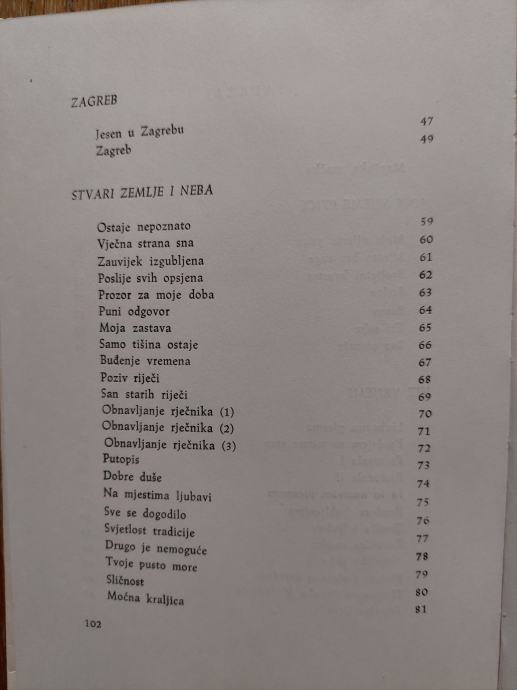 ZAGREB
Jesen u Zagrebu 47
Zagreb 49
STVARI ZEMLJE I NEBA
Ostaje nepoznato 59
Vječna strana sna 60
Zauvijek izgubljena 61
Poslije svih opsjena 62
Prozor za moje doba 63
Puni odgovor 64
Moja zastava 65
Samo tišina ostaje 66
Buđenje vremena 67
Poziv riječi 68
San starih riječi 69
Obnavljanje rječnika (1) 70
Obnavljanje rječnika (2) 71
Obnavljanje rječnika (3) 72
Putopis 73
Dobre duše 74
Na mjestima ljubavi 75
Sve se dogodilo 76
Svjetlost tradicije 77
Drugo je nemoguće 78
Tvoje pusto more 79
Sličnost 80
Moćna kraljica 81
102